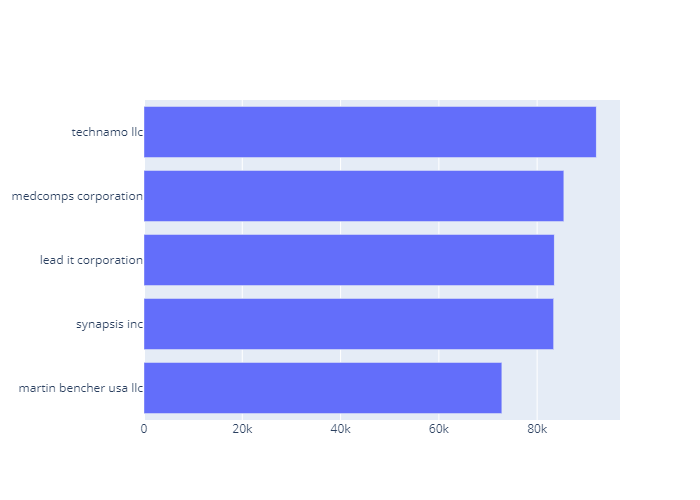 technamo llc
medcomps corporation
lead it corporation
synapsis inc
martin bencher usa llc
0 20k 40k 60k 80k